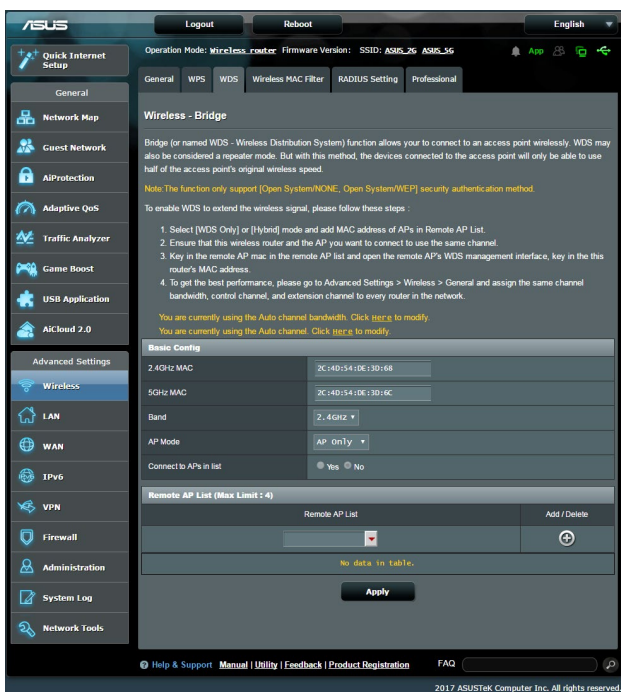 ASUS
Logout
Reboot
English
Quick Internet Setup
Operation Mode: Wireless router Firmware Version: SSID: ASUS_2G ASUS_5G
App
General WPS WDS Wireless MAC Filter RADIUS Setting Professional
General
Network Map
Guest Network
AiProtection
Adaptive QoS
Traffic Analyzer
Game Boost
USB Application
AiCloud 2.0
Advanced Settings
Wireless
LAN
WAN
IPv6
VPN
Firewall
Administration
System Log
Network Tools
Wireless - Bridge
Bridge (or named WDS - Wireless Distribution System) function allows your to connect to an access point wirelessly. WDS may
also be considered a repeater mode. But with this method, the devices connected to the access point will only be able to use
half of the access point's original wireless speed.
Note:The function only support [Open System/NONE, Open System/WEP] security authentication method.
To enable WDS to extend the wireless signal, please follow these steps :
1. Select [WDS Only] or [Hybrid] mode and add MAC address of APs in Remote AP List.
2. Ensure that this wireless router and the AP you want to connect to use the same channel.
3. Key in the remote AP mac in the remote AP list and open the remote AP's WDS management interface, key in the this
router's MAC address.
4. To get the best performance, please go to Advanced Settings > Wireless > General and assign the same channel
bandwidth, control channel, and extension channel to every router in the network.
You are currently using the Auto channel bandwidth. Click Here to modify.
You are currently using the Auto channel. Click Here to modify.
Basic Config
2.4GHz MAC 2C:4D:54:DE:3D:68
5GHz MAC 2C:4D:54:DE:3D:6C
Band 2.4GHz
AP Mode AP Only
Connect to APs in list Yes No
Remote AP List (Max Limit : 4)
Remote AP List Add / Delete
No data in table.
Apply
Help & Support Manual | Utility | Feedback | Product Registration FAQ
2017 ASUSTeK Computer Inc. All rights reserved.